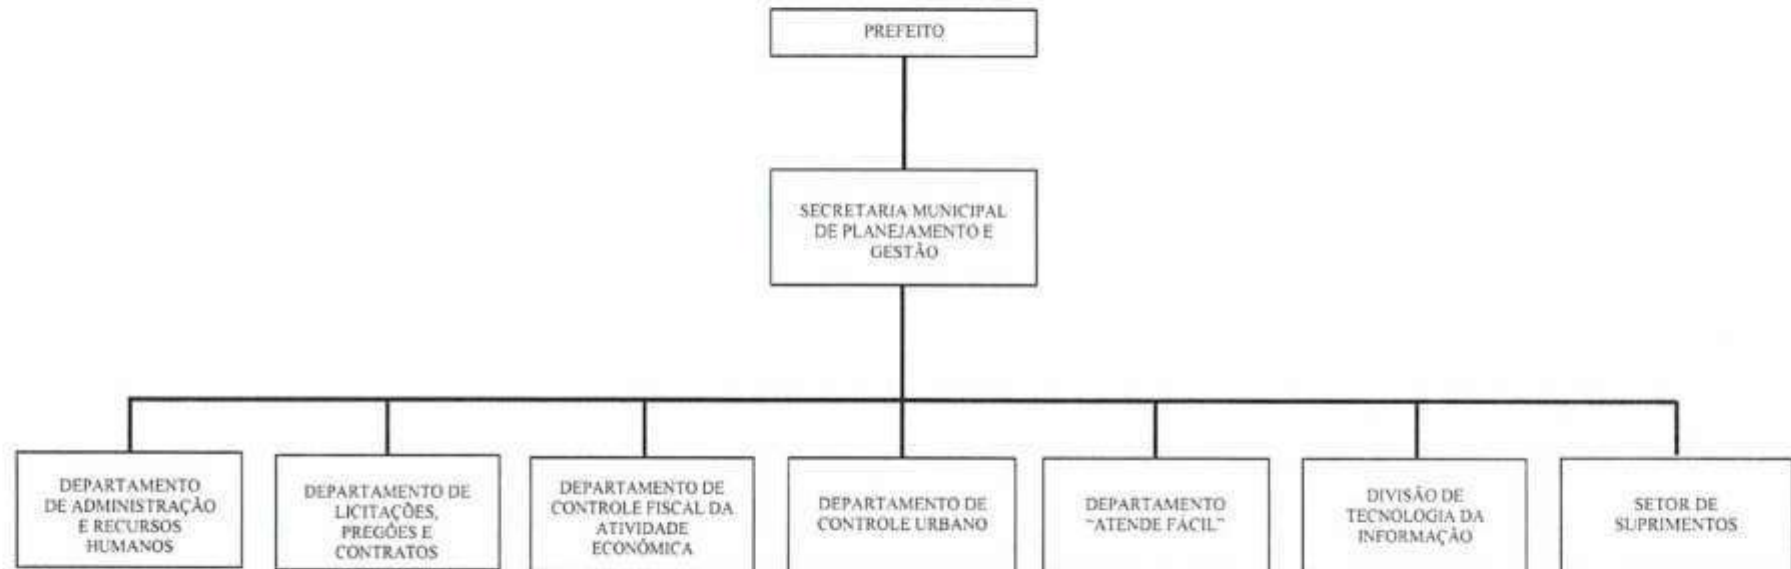 PREFEITO
SECRETARIA MUNICIPAL
DE PLANEJAMENTO E
GESTÃO
DEPARTAMENTO
DE ADMINISTRAÇÃO
E RECURSOS
HUMANOS
DEPARTAMENTO DE
LICITAÇÕES,
PREGÕES E
CONTRATOS
DEPARTAMENTO DE
CONTROLE FISCAL DA
ATIVIDADE
ECONÔMICA
DEPARTAMENTO DE
CONTROLE URBANO
DEPARTAMENTO
"ATENDE FÁCIL"
DIVISÃO DE
TECNOLOGIA DA
INFORMAÇÃO
SETOR DE
SUPRIMENTOS